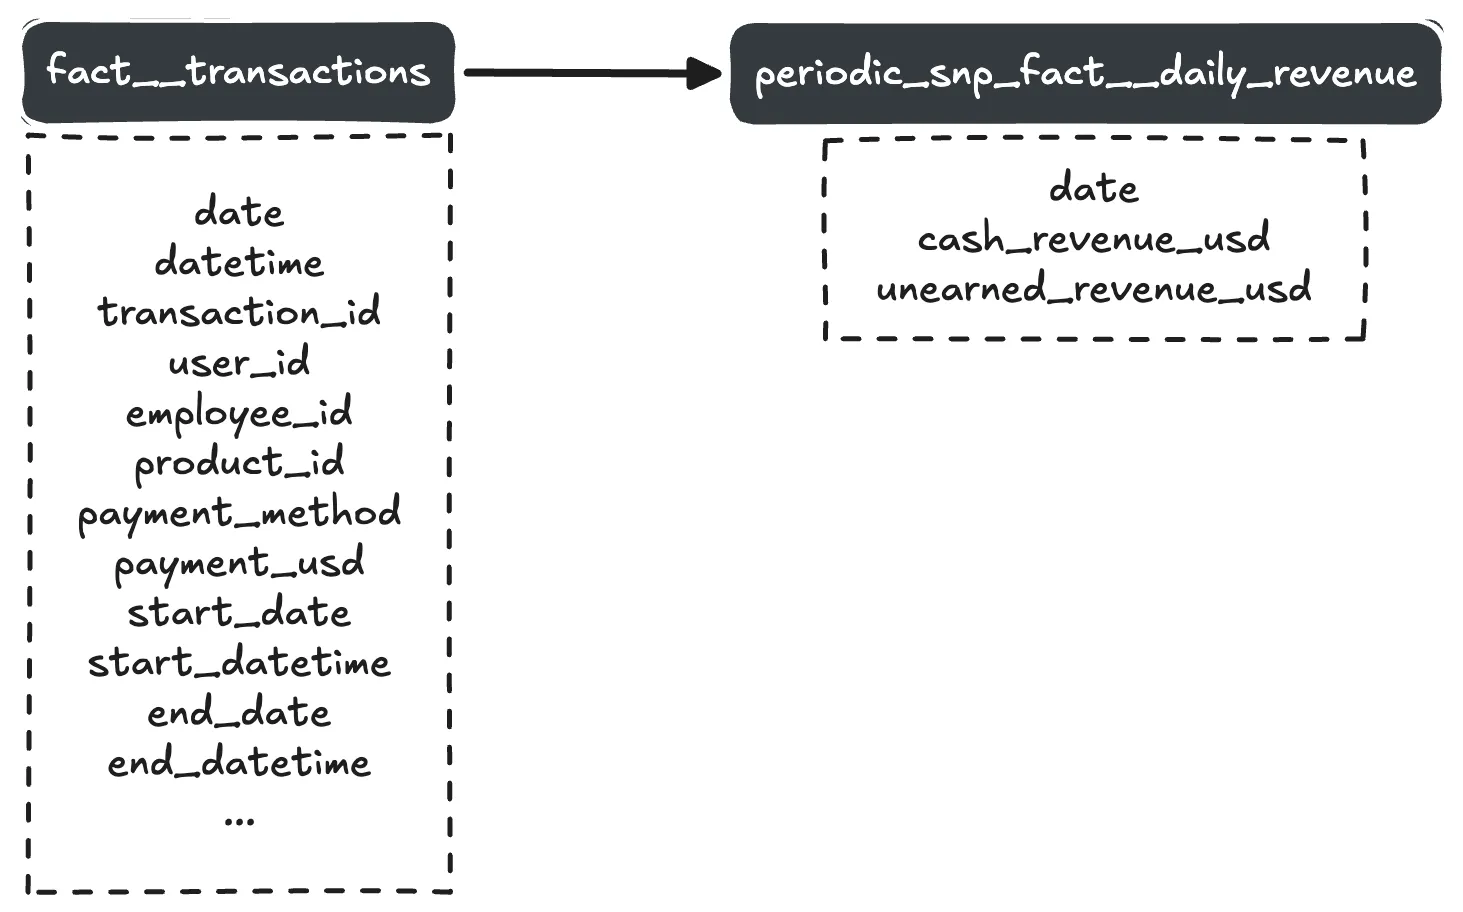 fact__transactions
date
datetime
transaction_id
user_id
employee_id
product_id
payment_method
payment_usd
start_date
start_datetime
end_date
end_datetime
...
periodic_snp_fact__daily_revenue
date
cash_revenue_usd
unearned_revenue_usd